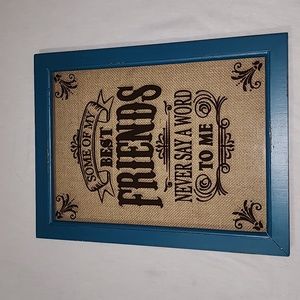 SOME OF MY
BEST
FRIENDS
NEVER SAY A WORD
TO ME